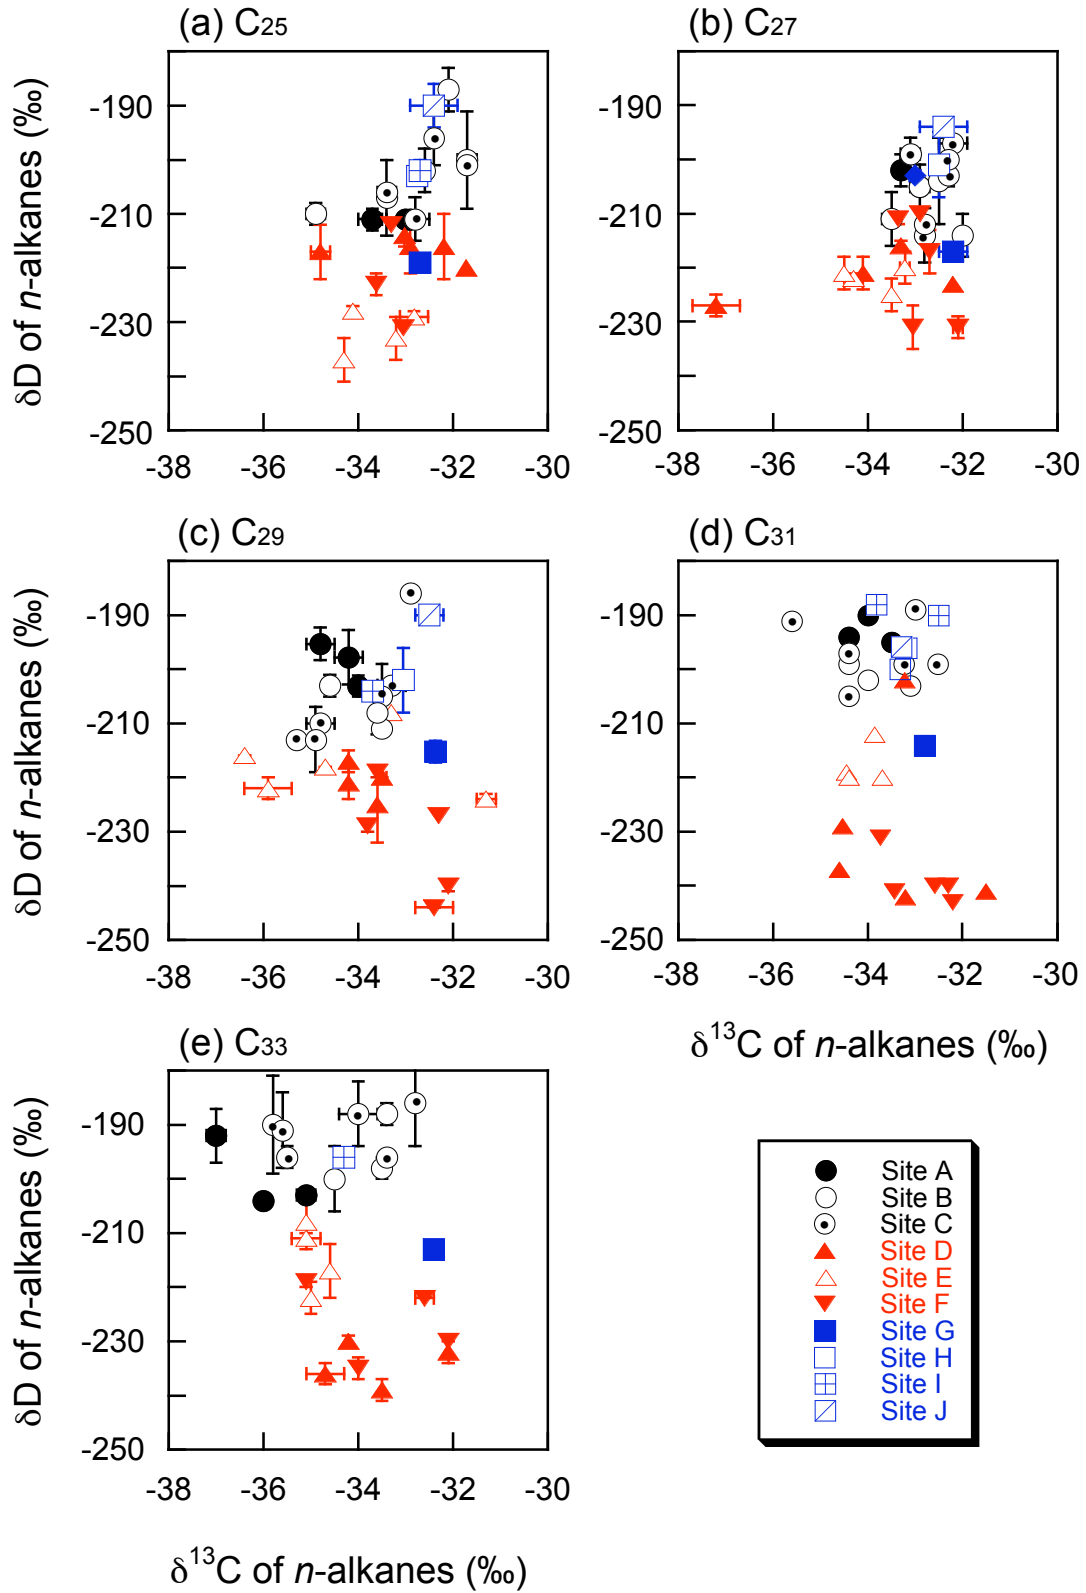 (a) C25
(b) C27
δD of n-alkanes (‰)
-190
-210
-230
-250
-38 -36 -34 -32 -30
-190
-210
-230
-250
-38 -36 -34 -32 -30
(c) C29
(d) C31
δD of n-alkanes (‰)
-190
-210
-230
-250
-38 -36 -34 -32 -30
-190
-210
-230
-250
-38 -36 -34 -32 -30
δ13C of n-alkanes (‰)
(e) C33
δD of n-alkanes (‰)
-190
-210
-230
-250
-38 -36 -34 -32 -30
δ13C of n-alkanes (‰)
Site A
Site B
Site C
Site D
Site E
Site F
Site G
Site H
Site I
Site J